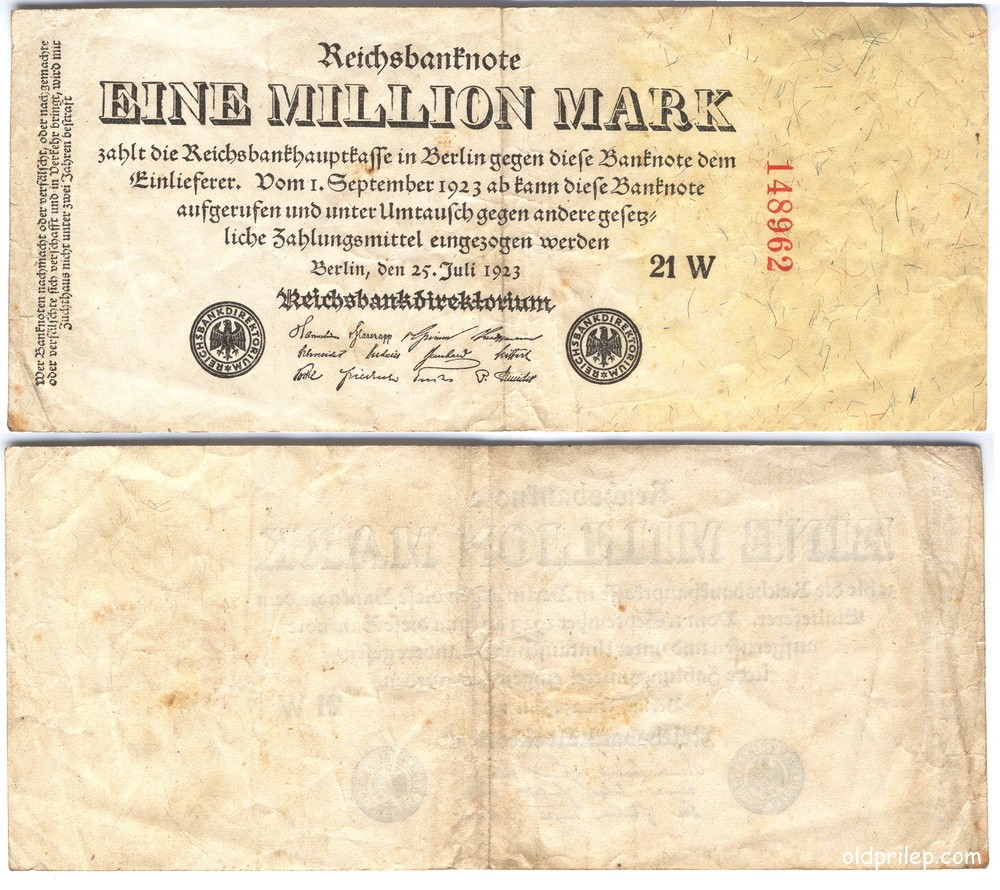 Reichsbanknote
EINE MILLION MARK
zahlt die Reichsbankhauptkasse in Berlin gegen diese Banknote dem
Einlieferer. Vom 1. September 1923 ab kann diese Banknote
aufgerufen und unter Umtausch gegen andere gesetz=
liche Zahlungsmittel eingezogen werden
Berlin, den 25. Juli 1923
Reichsbankdirektorium
21 W
148962
REICHSBANKDIREKTORIUM
REICHSBANKDIREKTORIUM
Wer Banknoten nachmacht oder verfälscht, oder nachgemachte
oder verfälschte sich verschafft und in Verkehr bringt, wird mit
Zuchthaus nicht unter zwei Jahren bestraft
oldprilep.com